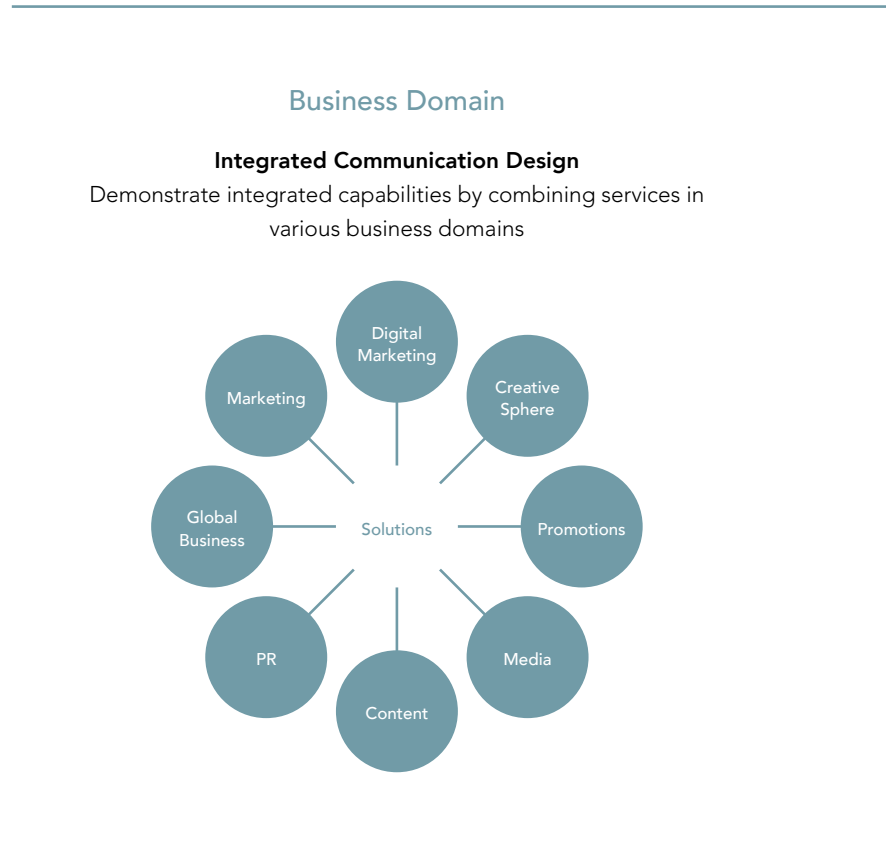 Business Domain
Integrated Communication Design
Demonstrate integrated capabilities by combining services in
various business domains
Digital
Marketing
Creative
Sphere
Marketing
Global
Business
Solutions
Promotions
PR
Media
Content